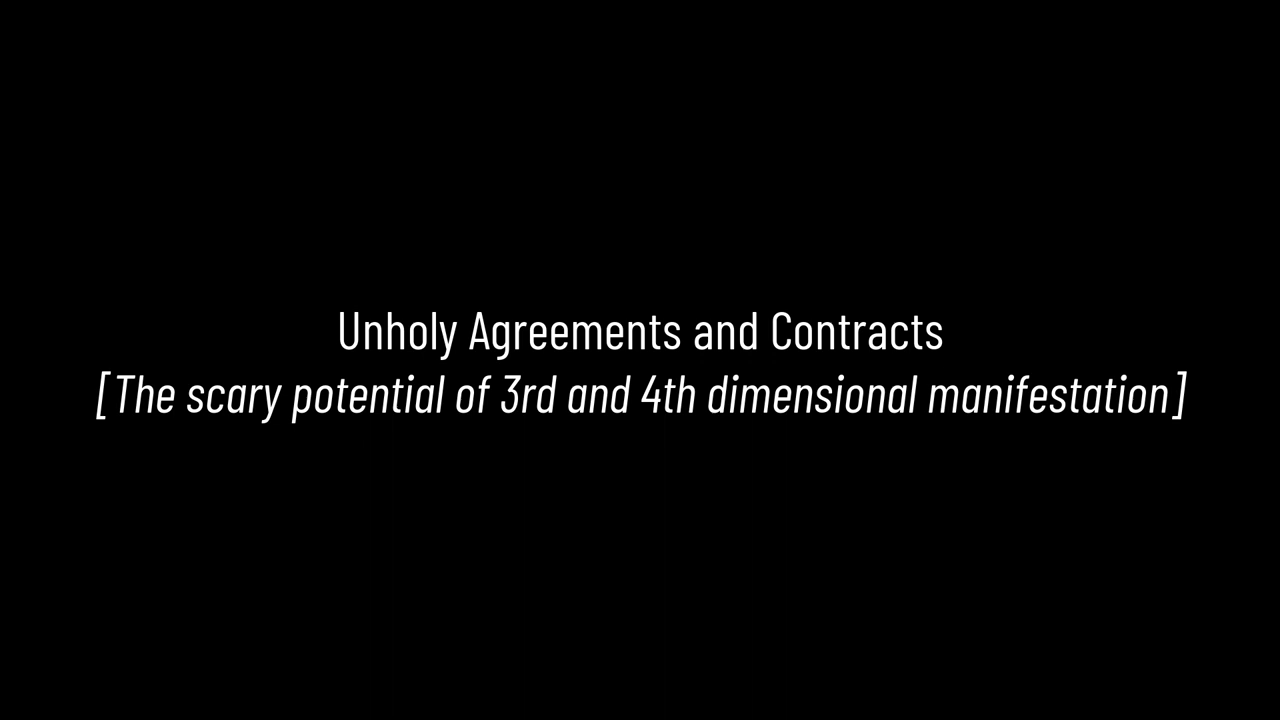 Unholy Agreements and Contracts
[The scary potential of 3rd and 4th dimensional manifestation]